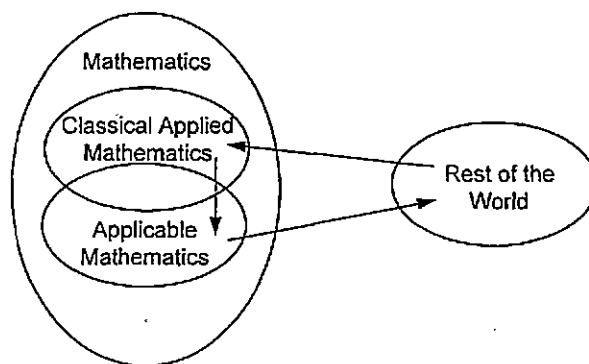 Mathematics
Classical Applied
Mathematics
Applicable
Mathematics
Rest of the
World